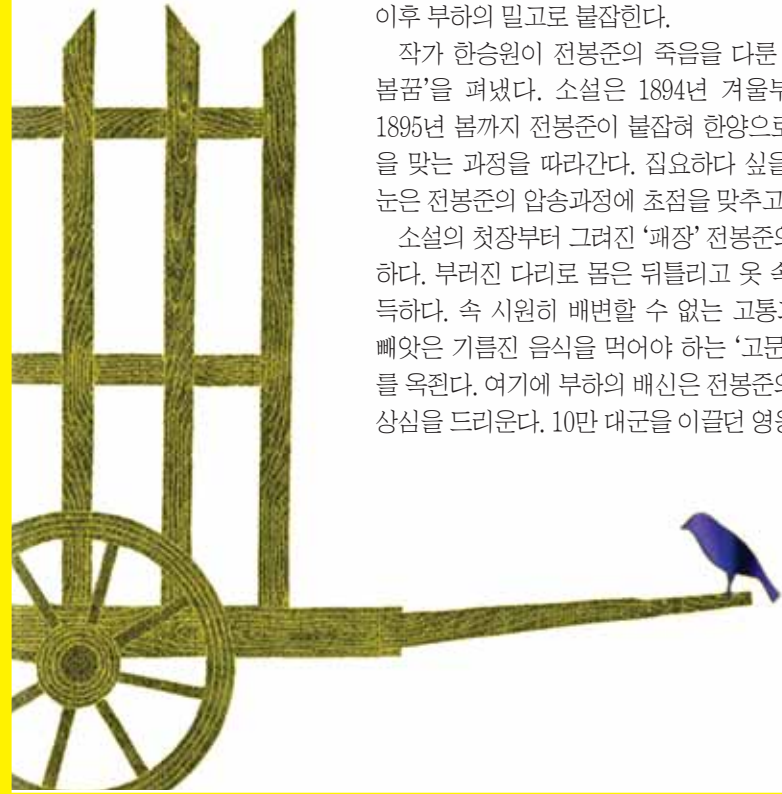 이후 부하의 밀고로 붙잡힌다.
작가 한승원이 전봉준의 죽음을 다룬
봄꿈’을 펴냈다. 소설은 1894년 겨울부
1895년 봄까지 전봉준이 붙잡혀 한양으로
을 맞는 과정을 따라간다. 집요하다 싶을
눈은 전봉준의 압송과정에 초점을 맞추고
소설의 첫장부터 그려진 ‘패장’ 전봉준의
하다. 부러진 다리로 몸은 뒤틀리고 옷 속
득하다. 속 시원히 배변할 수 없는 고통과
빼앗은 기름진 음식을 먹어야 하는 ‘고문
를 옥죈다. 여기에 부하의 배신은 전봉준의
상심을 드리운다. 10만 대군을 이끌던 영웅